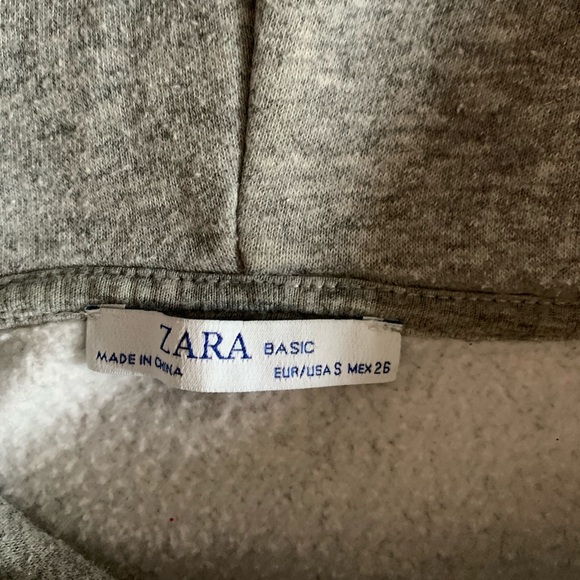 ZARA BASIC
MADE IN CHINA
EUR/USA S MEX 26